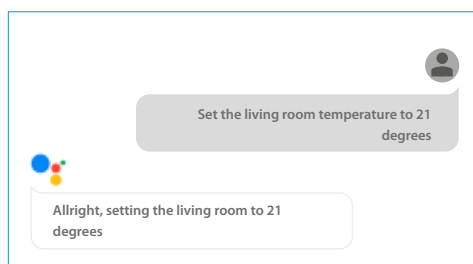 Set the living room temperature to 21
degrees
Allright, setting the living room to 21
degrees